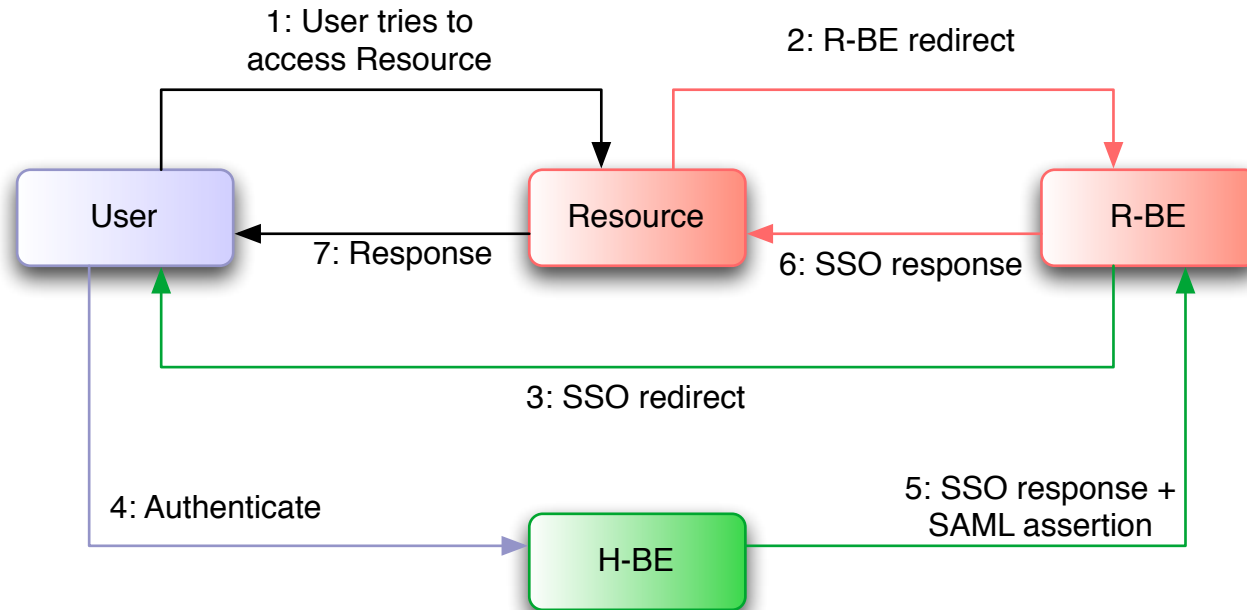 1: User tries to
access Resource
2: R-BE redirect
User
Resource
R-BE
7: Response
6: SSO response
3: SSO redirect
4: Authenticate
5: SSO response +
SAML assertion
H-BE